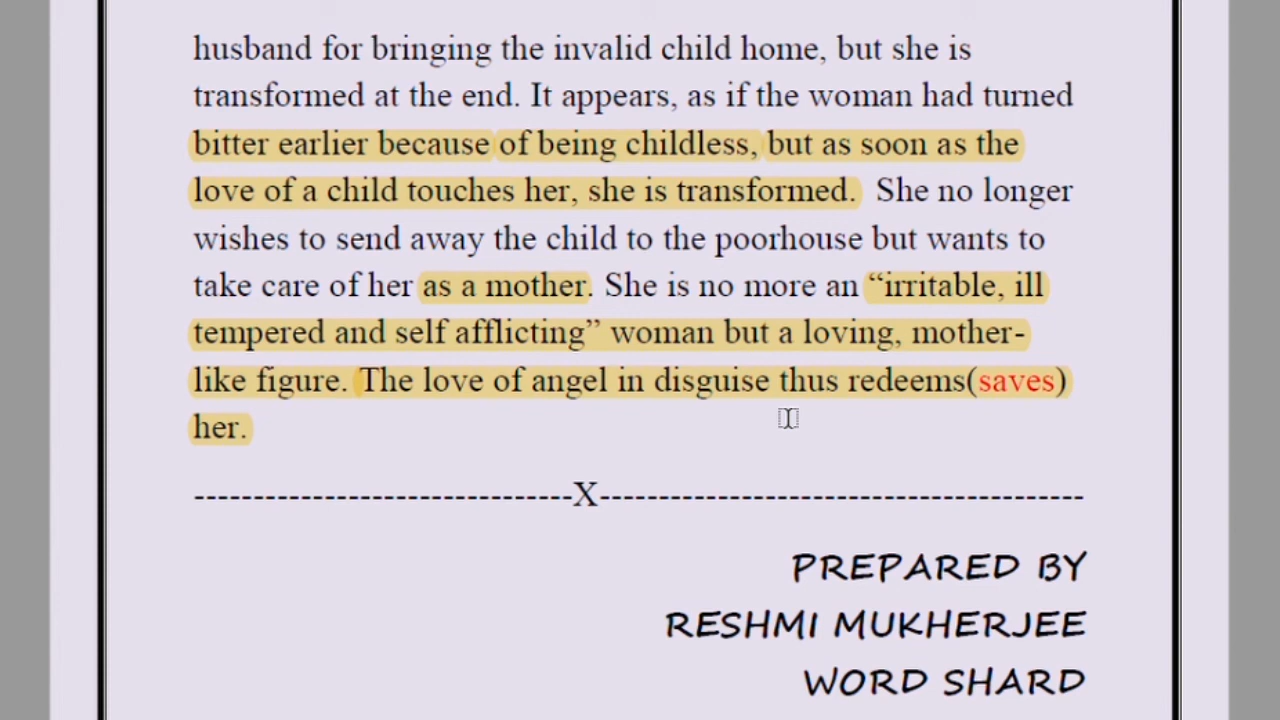 husband for bringing the invalid child home, but she is
transformed at the end. It appears, as if the woman had turned
bitter earlier because of being childless, but as soon as the
love of a child touches her, she is transformed. She no longer
wishes to send away the child to the poorhouse but wants to
take care of her as a mother. She is no more an “irritable, ill
tempered and self afflicting” woman but a loving, mother-
like figure. The love of angel in disguise thus redeems(saves)
her.
--------------------------------X-----------------------------------------
PREPARED BY
RESHMI MUKHERJEE
WORD SHARD